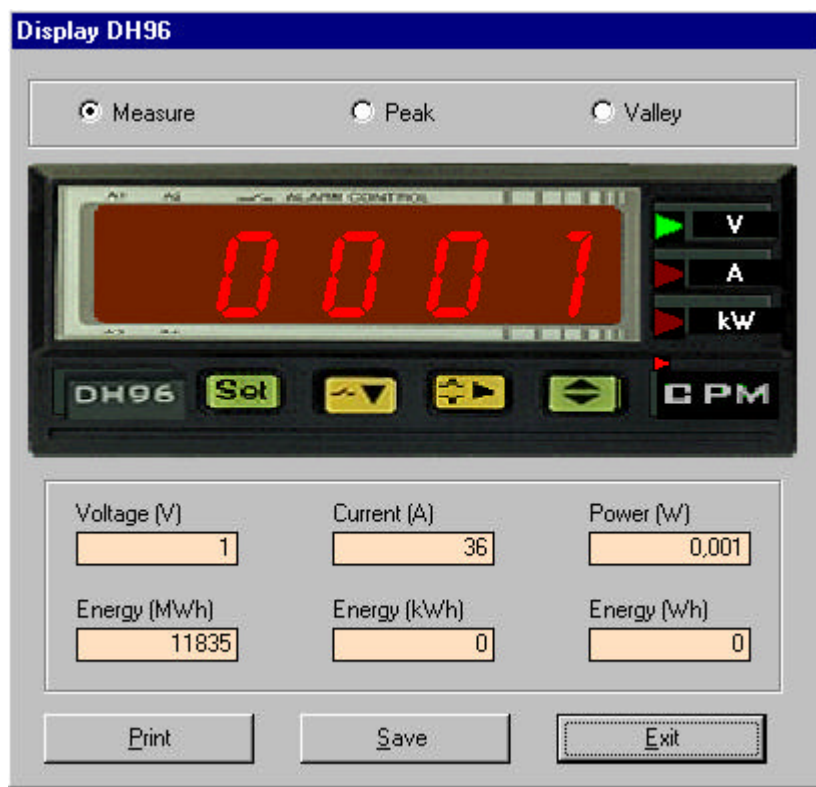 Display DH96
Measure Peak Valley
ALARM CONTROL
0001
V
A
kW
DH96 Set CPM
Voltage (V) Current (A) Power (W)
1 36 0,001
Energy (MWh) Energy (kWh) Energy (Wh)
11835 0 0
Print Save Exit